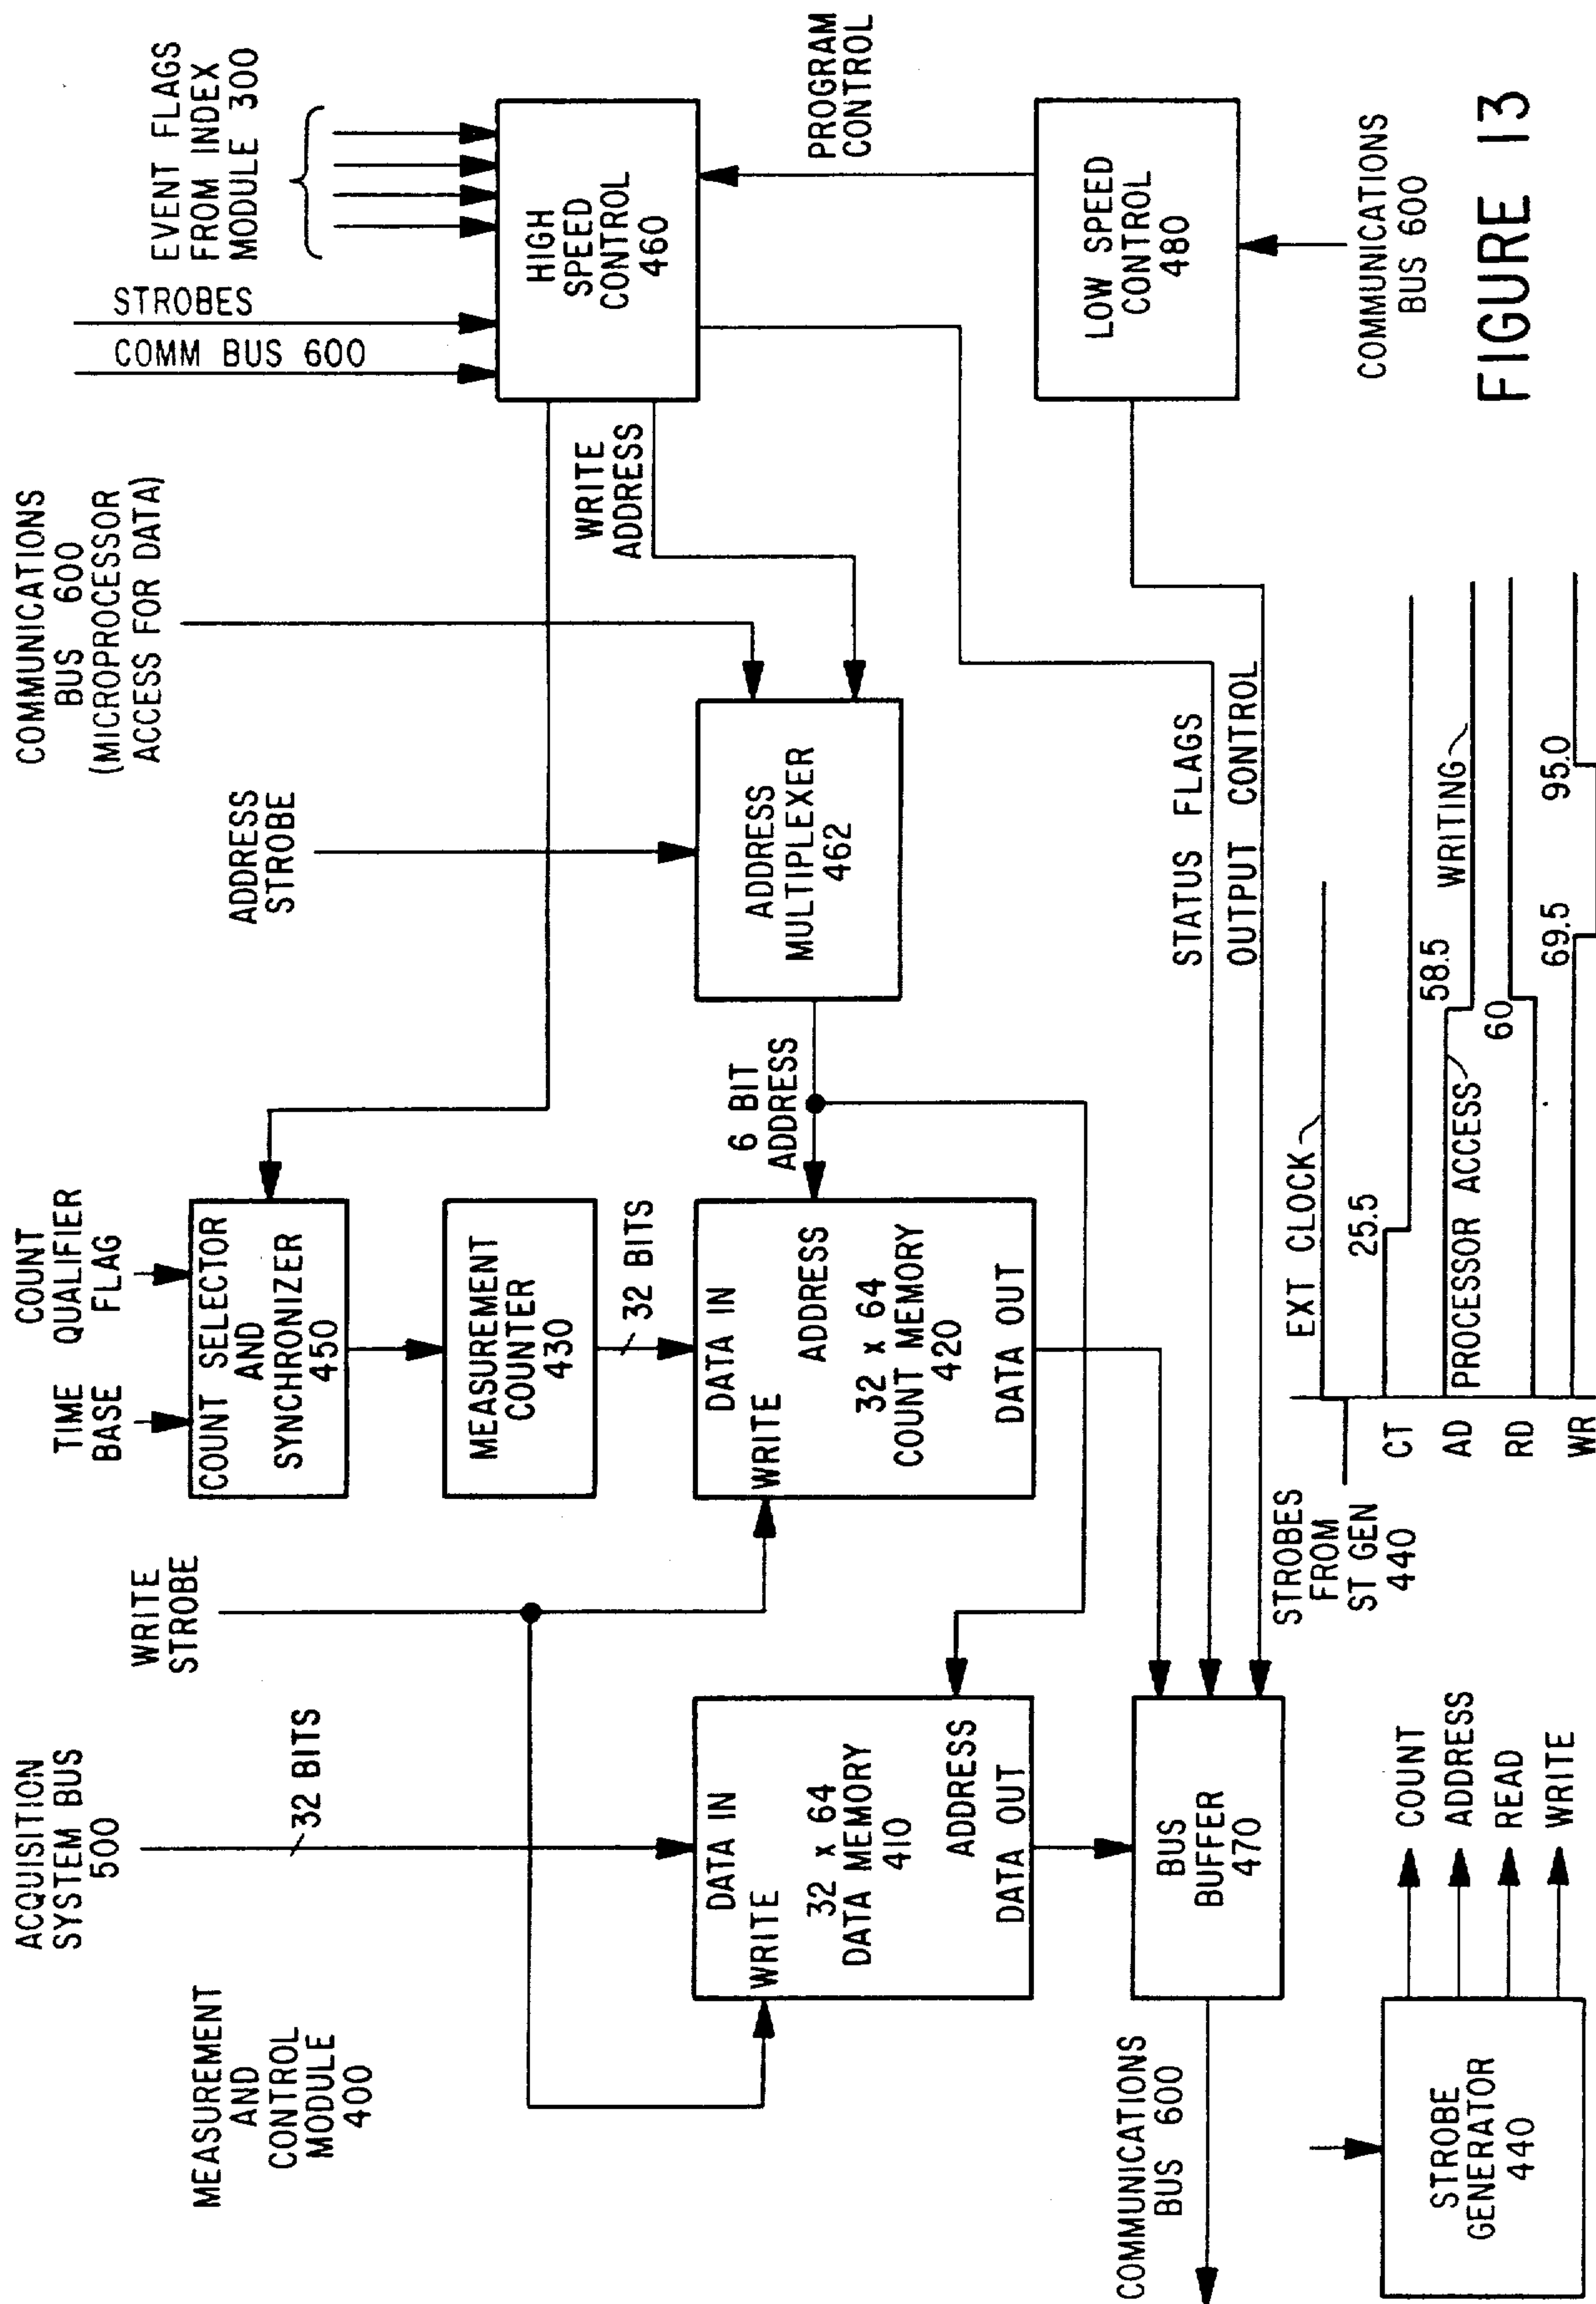 MEASUREMENT
AND
CONTROL
MODULE
400
ACQUISITION
SYSTEM BUS
500
32 BITS
WRITE
STROBE
TIME
BASE
COUNT
QUALIFIER
FLAG
COUNT SELECTOR
AND
SYNCHRONIZER
450
MEASUREMENT
COUNTER
430
32 BITS
ADDRESS
STROBE
COMMUNICATIONS
BUS 600
(MICROPROCESSOR
ACCESS FOR DATA)
COMM BUS 600
STROBES
EVENT FLAGS
FROM INDEX
MODULE 300
HIGH
SPEED
CONTROL
460
WRITE
ADDRESS
ADDRESS
MULTIPLEXER
462
6 BIT
ADDRESS
DATA IN
WRITE
32 x 64
DATA MEMORY
410
ADDRESS
DATA OUT
DATA IN
WRITE
ADDRESS
32 x 64
COUNT MEMORY
420
DATA OUT
PROGRAM
CONTROL
LOW SPEED
CONTROL
480
COMMUNICATIONS
BUS 600
STATUS FLAGS
OUTPUT CONTROL
BUS
BUFFER
470
COMMUNICATIONS
BUS 600
STROBE
GENERATOR
440
COUNT
ADDRESS
READ
WRITE
STROBES
FROM
ST GEN
440
EXT CLOCK
CT
25.5
AD
PROCESSOR ACCESS
58.5
WRITING
RD
60
WR
69.5
95.0
FIGURE 13